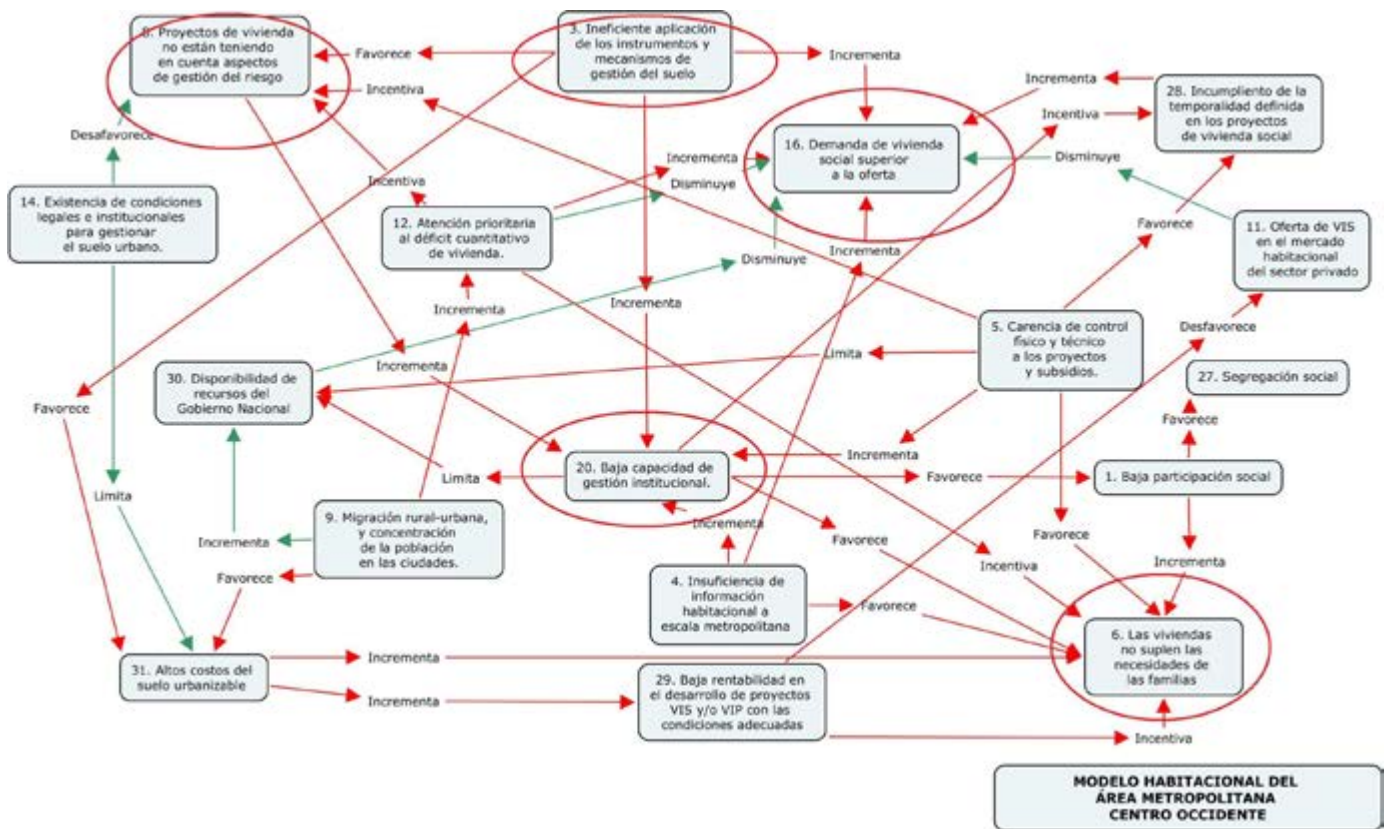 8. Proyectos de vivienda
no están teniendo
en cuenta aspectos
de gestión del riesgo
Favorece
3. Ineficiente aplicación
de los instrumentos y
mecanismos de
gestión del suelo
Incrementa
Incentiva
Incrementa
28. Incumpliento de la
temporalidad definida
en los proyectos
de vivienda social
Incentiva
Desafavorece
16. Demanda de vivienda
social superior
a la oferta
Incrementa
Disminuye
Disminuye
Incentiva
14. Existencia de condiciones
legales e institucionales
para gestionar
el suelo urbano.
12. Atención prioritaria
al déficit cuantitativo
de vivienda.
Favorece
11. Oferta de VIS
en el mercado
habitacional
del sector privado
Incrementa
Disminuye
Incrementa
Incrementa
5. Carencia de control
físico y técnico
a los proyectos
y subsidios.
Desfavorece
Limita
Incrementa
30. Disponibilidad de
recursos del
Gobierno Nacional
27. Segregación social
Favorece
Favorece
20. Baja capacidad de
gestión institucional.
Incrementa
Favorece
1. Baja participación social
Limita
Limita
9. Migración rural-urbana,
y concentración
de la población
en las ciudades.
Incrementa
Incrementa
Favorece
Favorece
Incrementa
Favorece
Incentiva
4. Insuficiencia de
información
habitacional a
escala metropolitana
Favorece
6. Las viviendas
no suplen las
necesidades de
las familias
31. Altos costos del
suelo urbanizable
Incrementa
Incrementa
29. Baja rentabilidad en
el desarrollo de proyectos
VIS y/o VIP con las
condiciones adecuadas
Incentiva
MODELO HABITACIONAL DEL
ÁREA METROPOLITANA
CENTRO OCCIDENTE